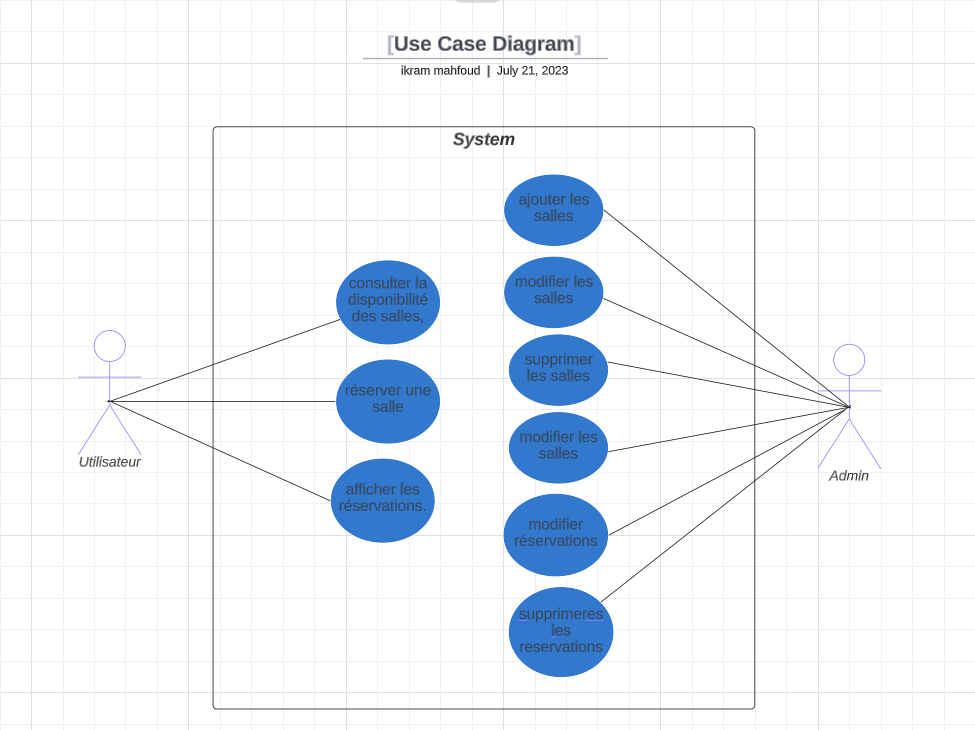 [Use Case Diagram]
ikram mahfoud | July 21, 2023
System
ajouter les
salles
modifier les
salles
consulter la
disponibilité
des salles,
supprimer
les salles
réserver une
salle
modifier les
salles
Utilisateur
Admin
afficher les
réservations.
modifier
réservations
supprimeres
les
reservations